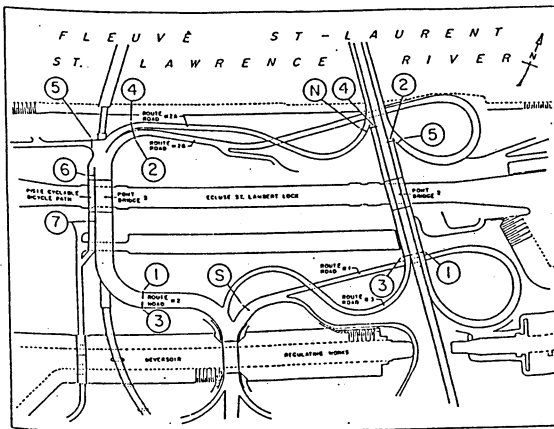 FLEUVE ST-LAURENT
ST. LAWRENCE RIVER
N
5
4
N
4
2
ROUTE
ROAD #2A
ROUTE
ROAD #2B
2
5
6
PISTE CYCLABLE
BICYCLE PATH
PONT
BRIDGE
ECLUSE ST. LAMBERT LOCK
PONT
BRIDGE
7
1
S
ROUTE
ROAD #1
3
1
ROUTE
ROAD #2
3
ROUTE
ROAD #3
DEVERSOIR
REGULATING WORKS